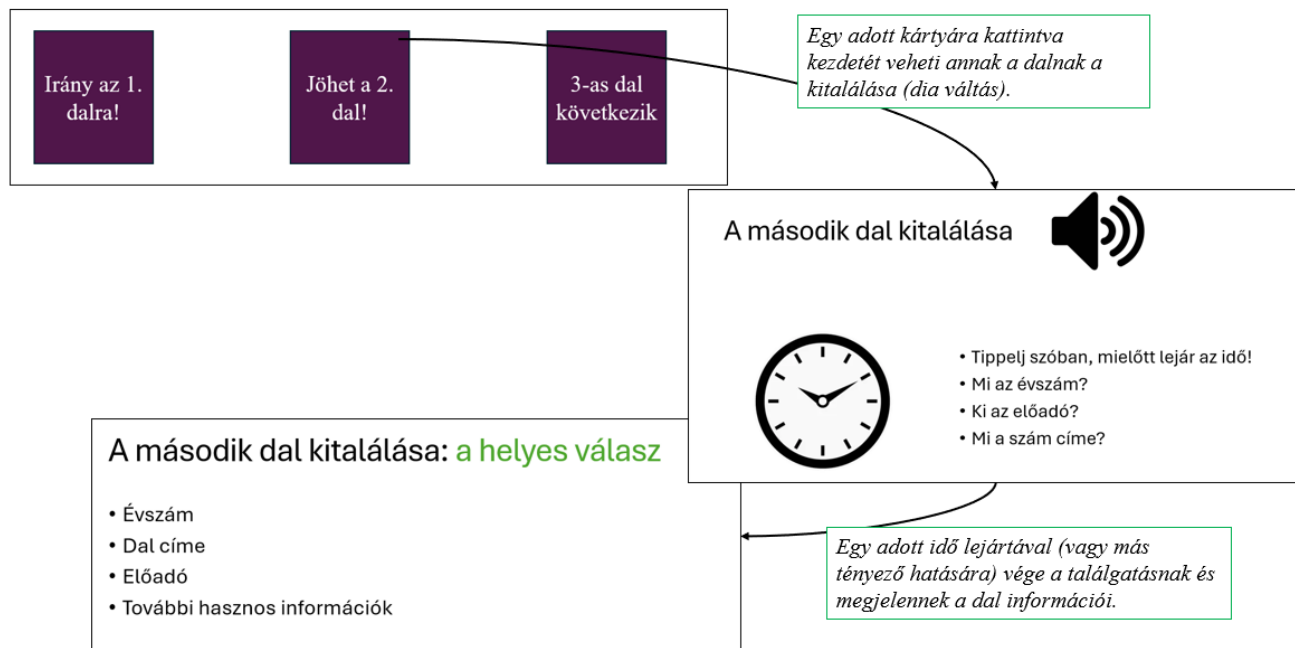 Irány az 1.
dalra!
Jöhet a 2.
dal!
3-as dal
következik
Egy adott kártyára kattintva
kezdetét veheti annak a dalnak a
kitalálása (dia váltás).
A második dal kitalálása
• Tippelj szóban, mielőtt lejár az idő!
• Mi az évszám?
• Ki az előadó?
• Mi a szám címe?
A második dal kitalálása: a helyes válasz
• Évszám
• Dal címe
• Előadó
• További hasznos információk
Egy adott idő lejártával (vagy más
tényező hatására) vége a találgatásnak és
megjelennek a dal információi.